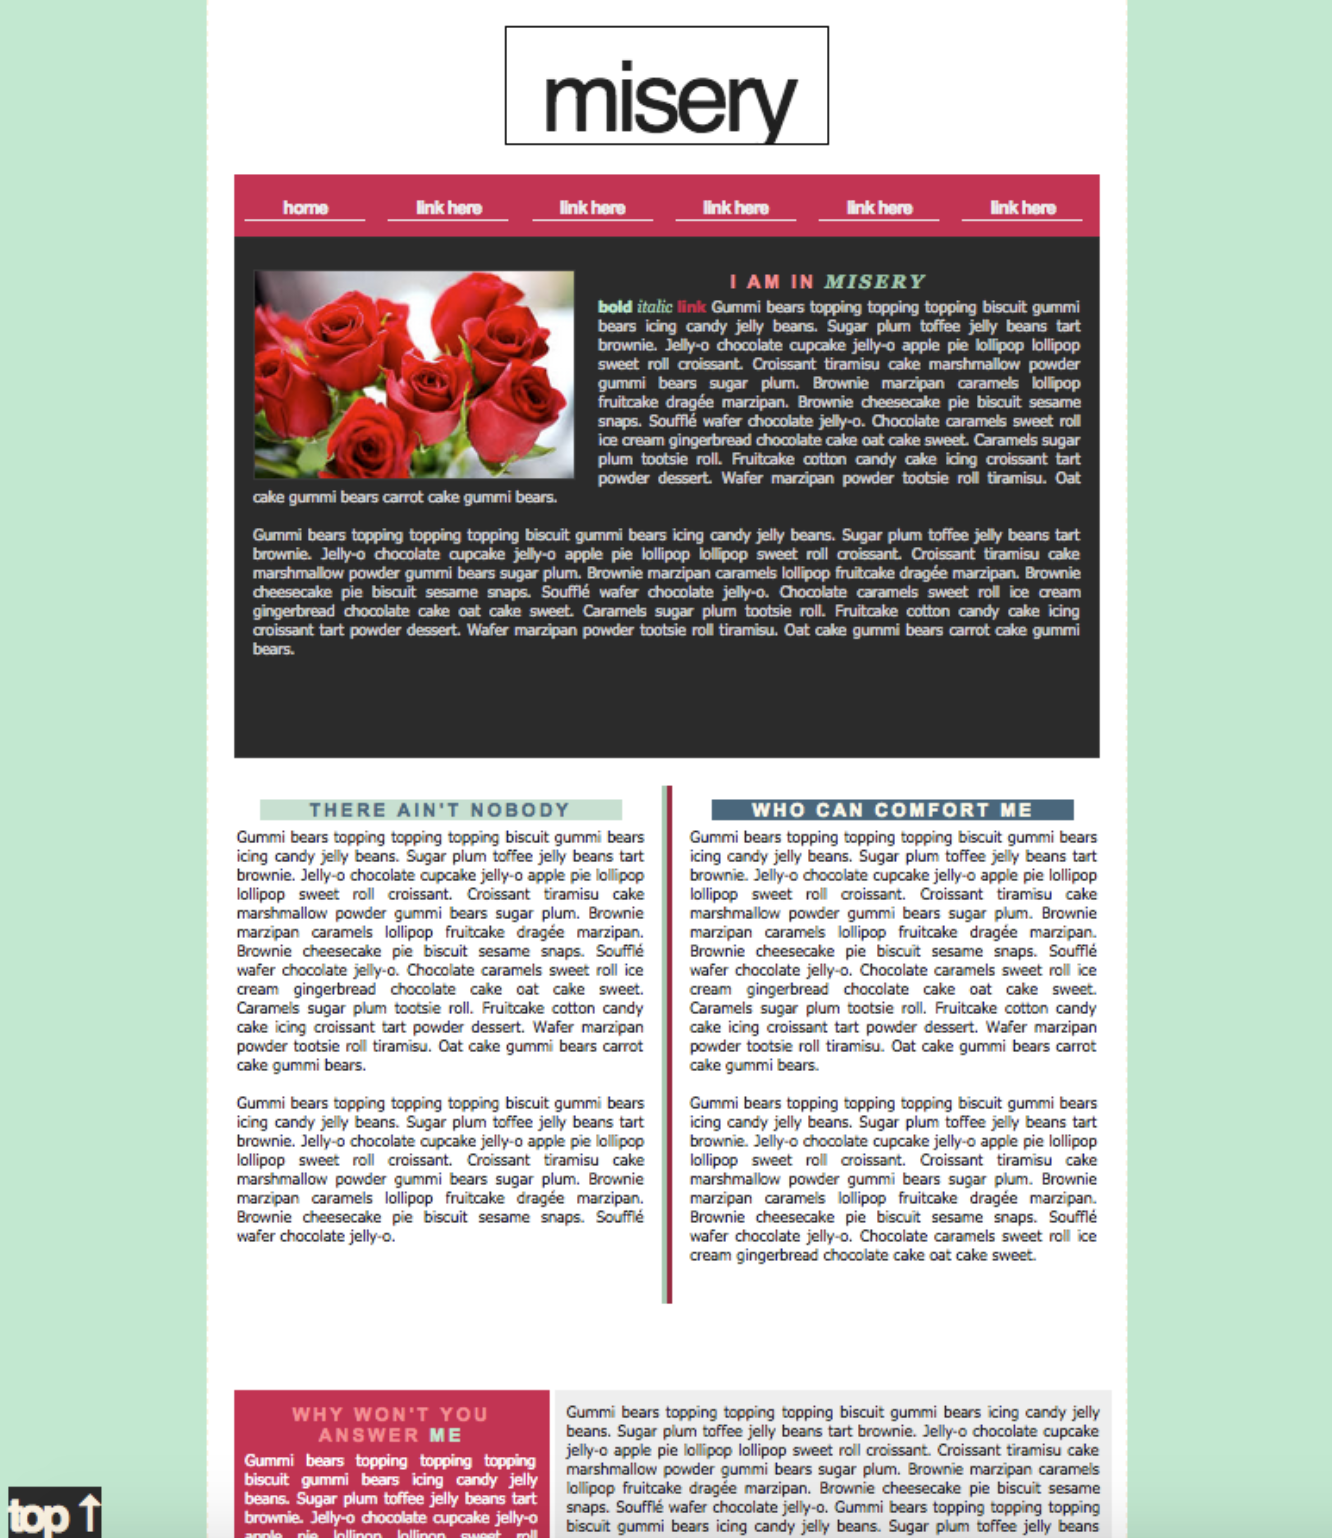 misery
home link here link here link here link here link here
I AM IN MISERY
bold italic link Gummi bears topping topping topping biscuit gummi
bears icing candy jelly beans. Sugar plum toffee jelly beans tart
brownie. Jelly-o chocolate cupcake jelly-o apple pie lollipop lollipop
sweet roll croissant. Croissant tiramisu cake marshmallow powder
gummi bears sugar plum. Brownie marzipan caramels lollipop
fruitcake dragée marzipan. Brownie cheesecake pie biscuit sesame
snaps. Soufflé wafer chocolate jelly-o. Chocolate caramels sweet roll
ice cream gingerbread chocolate cake oat cake sweet. Caramels sugar
plum tootsie roll. Fruitcake cotton candy cake icing croissant tart
powder dessert. Wafer marzipan powder tootsie roll tiramisu. Oat
cake gummi bears carrot cake gummi bears.
Gummi bears topping topping topping biscuit gummi bears icing candy jelly beans. Sugar plum toffee jelly beans tart
brownie. Jelly-o chocolate cupcake jelly-o apple pie lollipop lollipop sweet roll croissant. Croissant tiramisu cake
marshmallow powder gummi bears sugar plum. Brownie marzipan caramels lollipop fruitcake dragée marzipan. Brownie
cheesecake pie biscuit sesame snaps. Soufflé wafer chocolate jelly-o. Chocolate caramels sweet roll ice cream
gingerbread chocolate cake oat cake sweet. Caramels sugar plum tootsie roll. Fruitcake cotton candy cake icing
croissant tart powder dessert. Wafer marzipan powder tootsie roll tiramisu. Oat cake gummi bears carrot cake gummi
bears.
THERE AIN'T NOBODY
Gummi bears topping topping topping biscuit gummi bears
icing candy jelly beans. Sugar plum toffee jelly beans tart
brownie. Jelly-o chocolate cupcake jelly-o apple pie lollipop
lollipop sweet roll croissant. Croissant tiramisu cake
marshmallow powder gummi bears sugar plum. Brownie
marzipan caramels lollipop fruitcake dragée marzipan.
Brownie cheesecake pie biscuit sesame snaps. Soufflé
wafer chocolate jelly-o. Chocolate caramels sweet roll ice
cream gingerbread chocolate cake oat cake sweet.
Caramels sugar plum tootsie roll. Fruitcake cotton candy
cake icing croissant tart powder dessert. Wafer marzipan
powder tootsie roll tiramisu. Oat cake gummi bears carrot
cake gummi bears.
Gummi bears topping topping topping biscuit gummi bears
icing candy jelly beans. Sugar plum toffee jelly beans tart
brownie. Jelly-o chocolate cupcake jelly-o apple pie lollipop
lollipop sweet roll croissant. Croissant tiramisu cake
marshmallow powder gummi bears sugar plum. Brownie
marzipan caramels lollipop fruitcake dragée marzipan.
Brownie cheesecake pie biscuit sesame snaps. Soufflé
wafer chocolate jelly-o.
WHO CAN COMFORT ME
Gummi bears topping topping topping biscuit gummi bears
icing candy jelly beans. Sugar plum toffee jelly beans tart
brownie. Jelly-o chocolate cupcake jelly-o apple pie lollipop
lollipop sweet roll croissant. Croissant tiramisu cake
marshmallow powder gummi bears sugar plum. Brownie
marzipan caramels lollipop fruitcake dragée marzipan.
Brownie cheesecake pie biscuit sesame snaps. Soufflé
wafer chocolate jelly-o. Chocolate caramels sweet roll ice
cream gingerbread chocolate cake oat cake sweet.
Caramels sugar plum tootsie roll. Fruitcake cotton candy
cake icing croissant tart powder dessert. Wafer marzipan
powder tootsie roll tiramisu. Oat cake gummi bears carrot
cake gummi bears.
Gummi bears topping topping topping biscuit gummi bears
icing candy jelly beans. Sugar plum toffee jelly beans tart
brownie. Jelly-o chocolate cupcake jelly-o apple pie lollipop
lollipop sweet roll croissant. Croissant tiramisu cake
marshmallow powder gummi bears sugar plum. Brownie
marzipan caramels lollipop fruitcake dragée marzipan.
Brownie cheesecake pie biscuit sesame snaps. Soufflé
wafer chocolate jelly-o. Chocolate caramels sweet roll ice
cream gingerbread chocolate cake oat cake sweet.
WHY WON'T YOU
ANSWER ME
Gummi bears topping topping topping
biscuit gummi bears icing candy jelly
beans. Sugar plum toffee jelly beans tart
brownie. Jelly-o chocolate cupcake jelly-o
apple pie lollipop lollipop sweet roll
Gummi bears topping topping topping biscuit gummi bears icing candy jelly
beans. Sugar plum toffee jelly beans tart brownie. Jelly-o chocolate cupcake
jelly-o apple pie lollipop lollipop sweet roll croissant. Croissant tiramisu cake
marshmallow powder gummi bears sugar plum. Brownie marzipan caramels
lollipop fruitcake dragée marzipan. Brownie cheesecake pie biscuit sesame
snaps. Soufflé wafer chocolate jelly-o. Gummi bears topping topping topping
biscuit gummi bears icing candy jelly beans. Sugar plum toffee jelly beans
top ↑